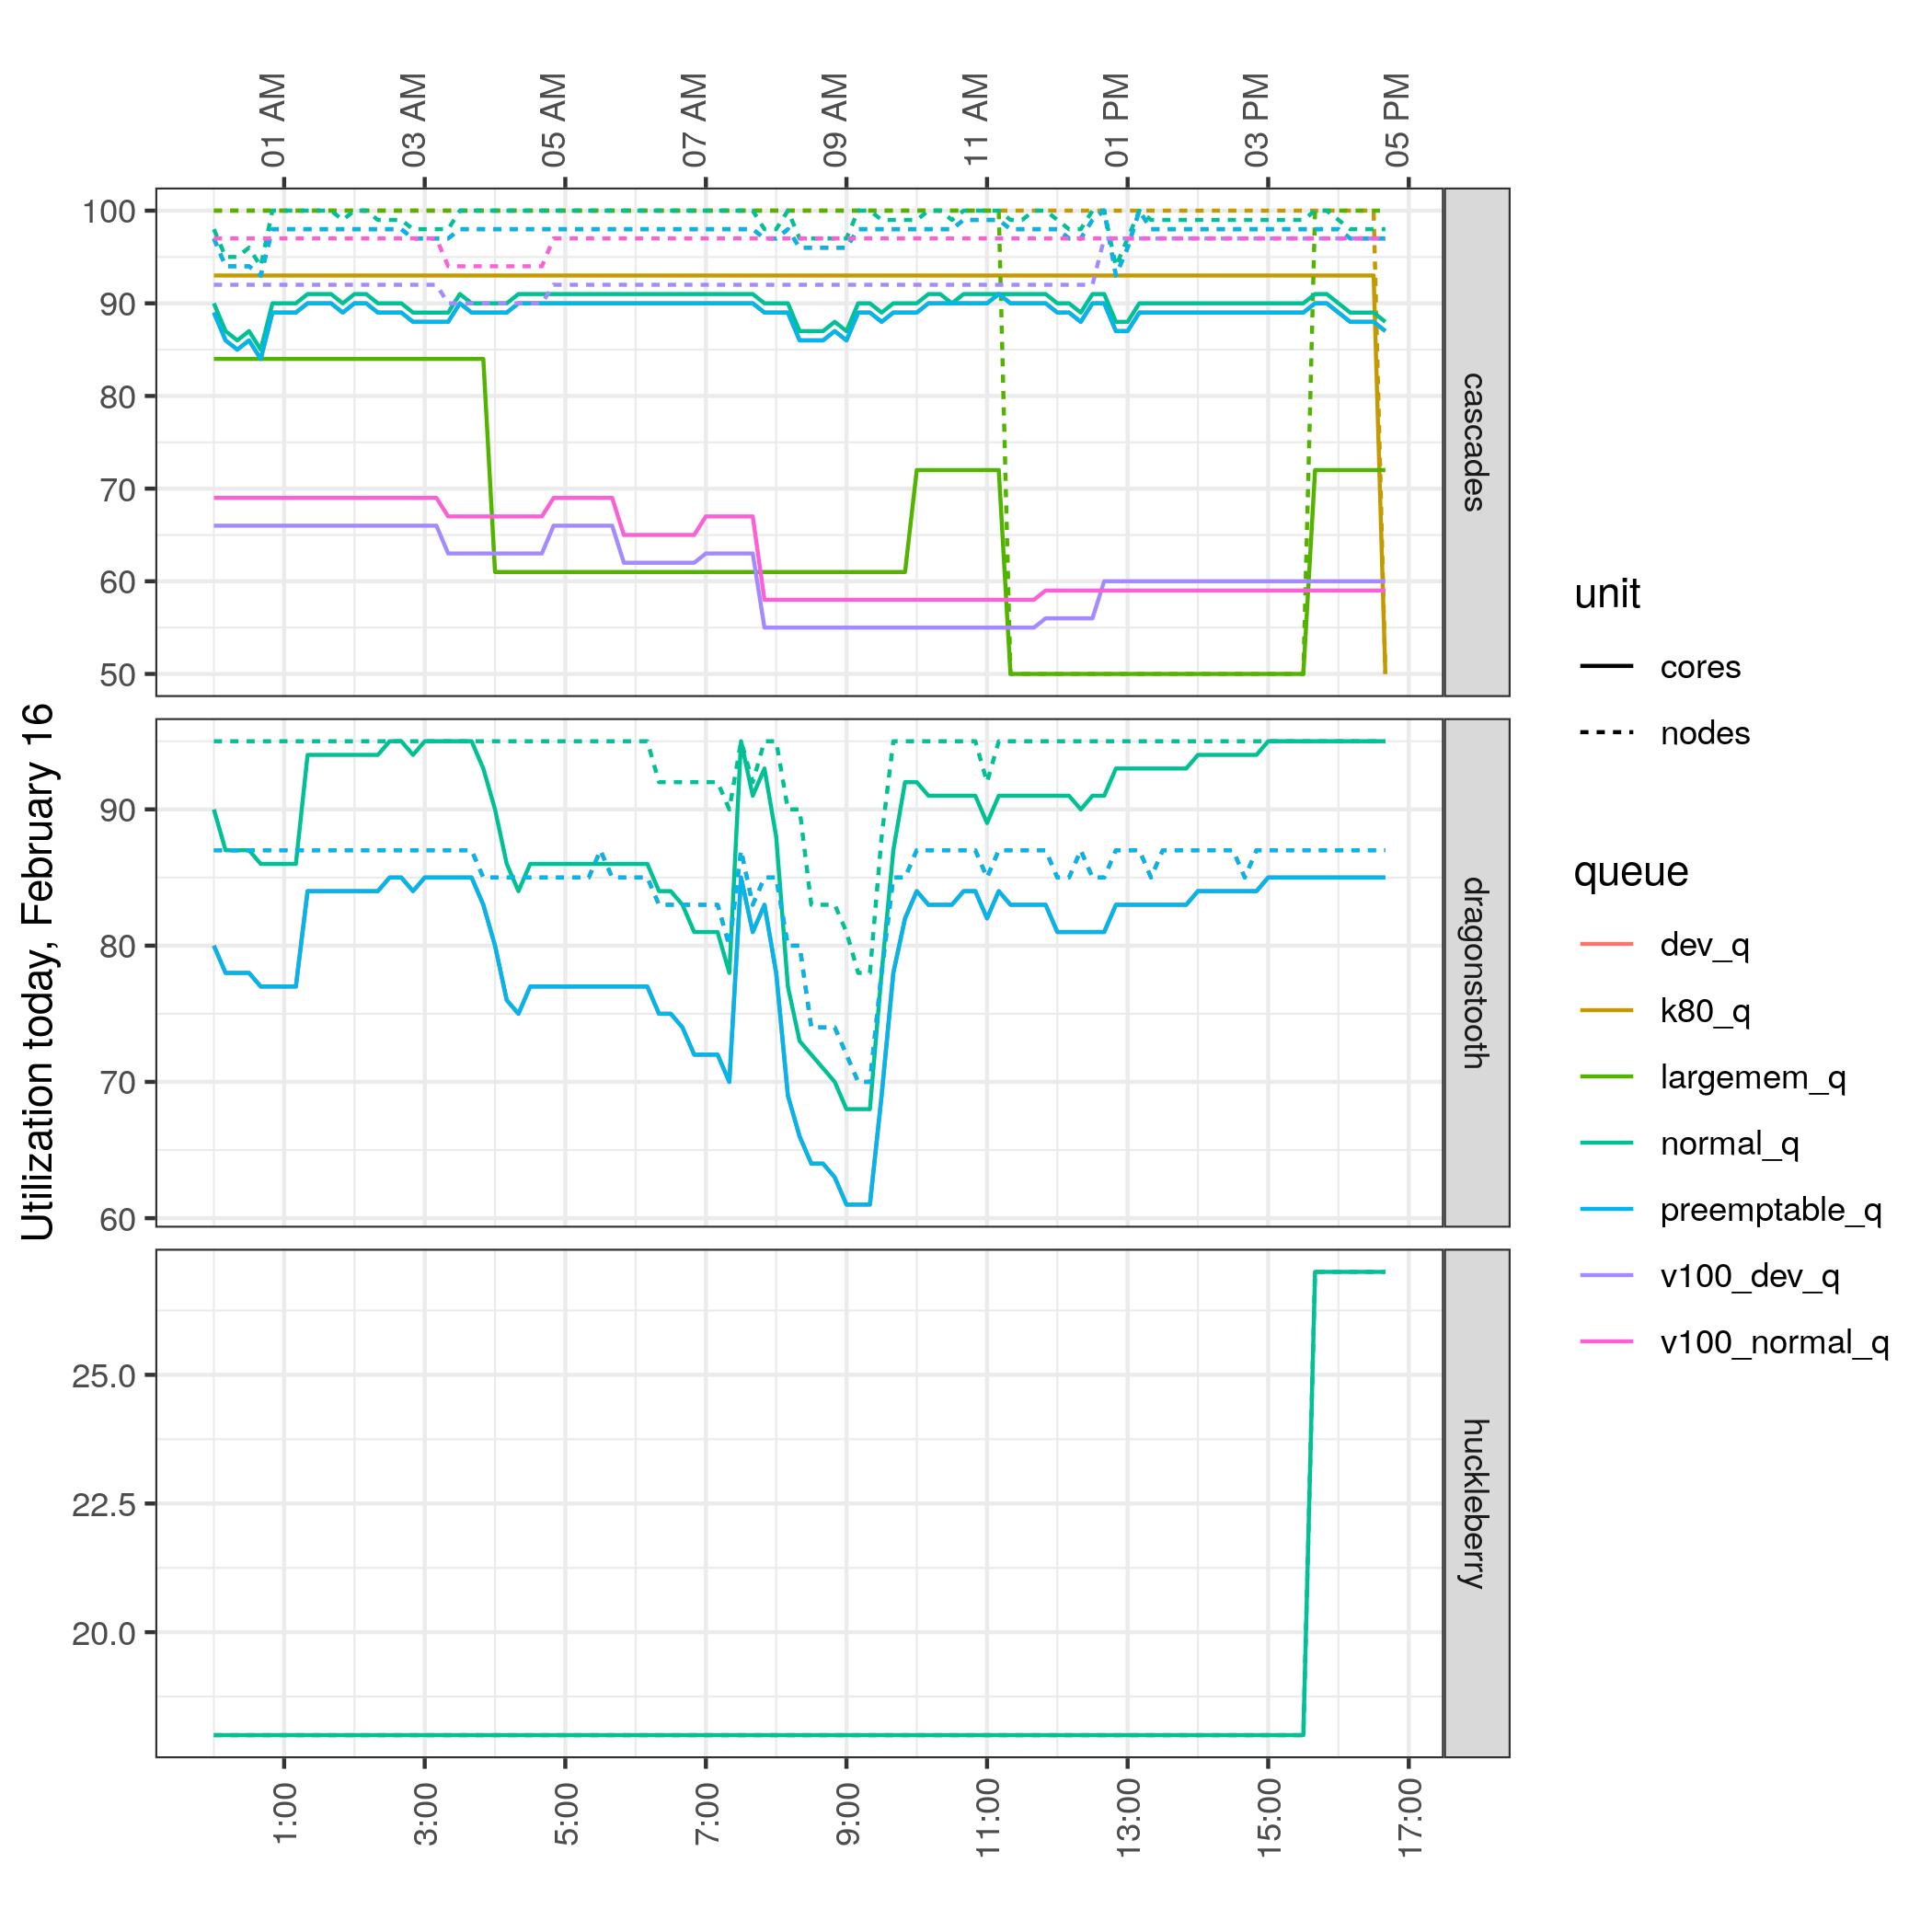 01 AM
03 AM
05 AM
07 AM
09 AM
11 AM
01 PM
03 PM
05 PM
100
90
80
70
60
50
cascades
90
80
70
60
dragonstooth
25.0
22.5
20.0
huckleberry
1:00
3:00
5:00
7:00
9:00
11:00
13:00
15:00
17:00
Utilization today, February 16
unit
cores
nodes
queue
dev_q
k80_q
largemem_q
normal_q
preemptable_q
v100_dev_q
v100_normal_q